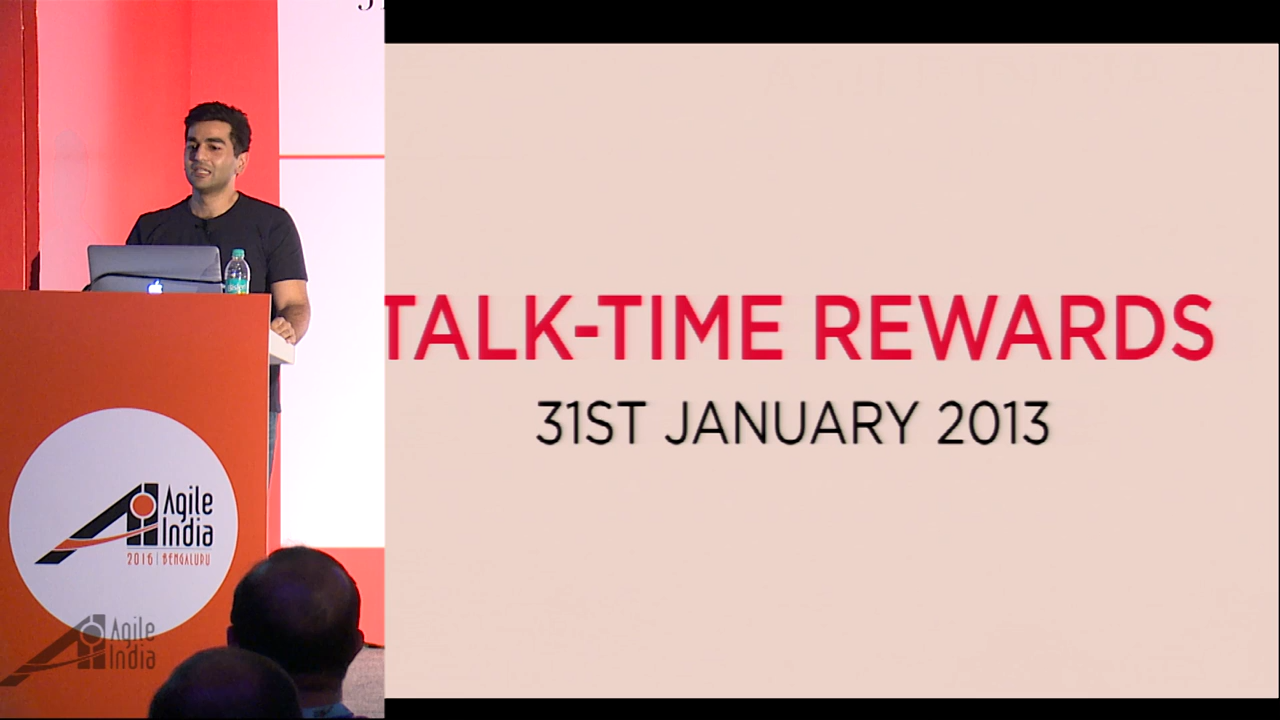 TALK-TIME REWARDS
31ST JANUARY 2013
Agile
India
2016 | BENGALURU
Agile
India